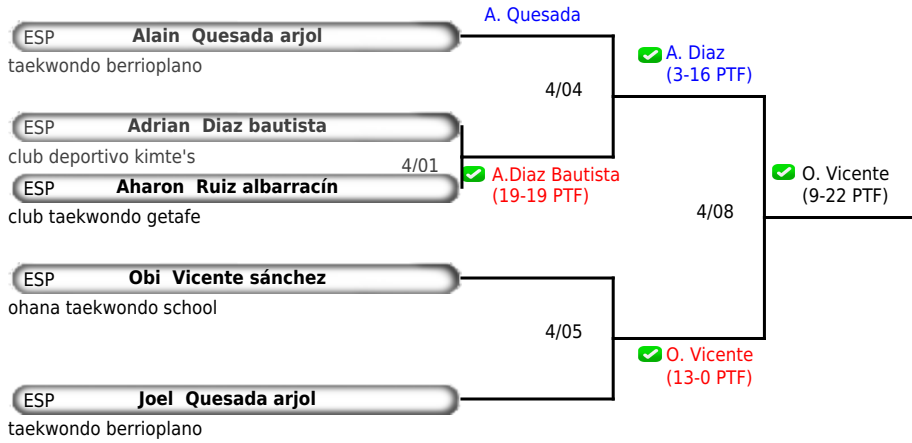 A. Quesada
ESP Alain Quesada arjol
taekwondo berrioplano
A. Diaz
(3-16 PTF)
4/04
ESP Adrian Diaz bautista
club deportivo kimte's
4/01
A.Diaz Bautista
(19-19 PTF)
ESP Aharon Ruiz albarracín
club taekwondo getafe
O. Vicente
(9-22 PTF)
4/08
ESP Obi Vicente sánchez
ohana taekwondo school
4/05
O. Vicente
(13-0 PTF)
ESP Joel Quesada arjol
taekwondo berrioplano